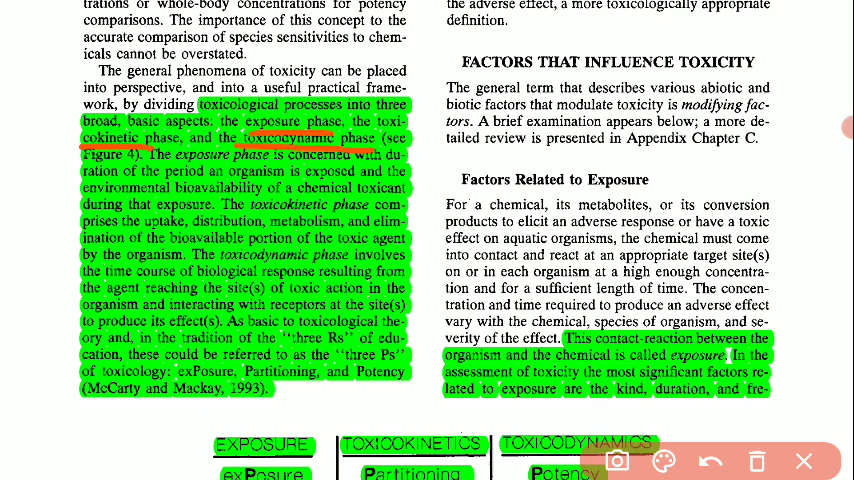 trations or whole-body concentrations for potency
comparisons. The importance of this concept to the
accurate comparison of species sensitivities to chem-
icals cannot be overstated.
The general phenomena of toxicity can be placed
into perspective, and into a useful practical frame-
work, by dividing toxicological processes into three
broad, basic aspects: the exposure phase, the toxi-
cokinetic phase, and the toxicodynamic phase (see
Figure 4). The exposure phase is concerned with du-
ration of the period an organism is exposed and the
environmental bioavailability of a chemical toxicant
during that exposure. The toxicokinetic phase com-
prises the uptake, distribution, metabolism, and elim-
ination of the bioavailable portion of the toxic agent
by the organism. The toxicodynamic phase involves
the time course of biological response resulting from
the agent reaching the site(s) of toxic action in the
organism and interacting with receptors at the site(s)
to produce its effect(s). As basic to toxicological the-
ory and, in the tradition of the "three Rs" of edu-
cation, these could be referred to as the "three Ps"
of toxicology: exPosure, Partitioning, and Potency
(McCarty and Mackay, 1993).
the adverse effect, a more toxicologically appropriate
definition.
FACTORS THAT INFLUENCE TOXICITY
The general term that describes various abiotic and
biotic factors that modulate toxicity is modifying fac-
tors. A brief examination appears below; a more de-
tailed review is presented in Appendix Chapter C.
Factors Related to Exposure
For a chemical, its metabolites, or its conversion
products to elicit an adverse response or have a toxic
effect on aquatic organisms, the chemical must come
into contact and react at an appropriate target site(s)
on or in each organism at a high enough concentra-
tion and for a sufficient length of time. The concen-
tration and time required to produce an adverse effect
vary with the chemical, species of organism, and se-
verity of the effect. This contact-reaction between the
organism and the chemical is called exposure. In the
assessment of toxicity the most significant factors re-
lated to exposure are the kind, duration, and fre-
EXPOSURE TOXICOKINETICS TOXICODYNAMICS
exPosure Partitioning Potency